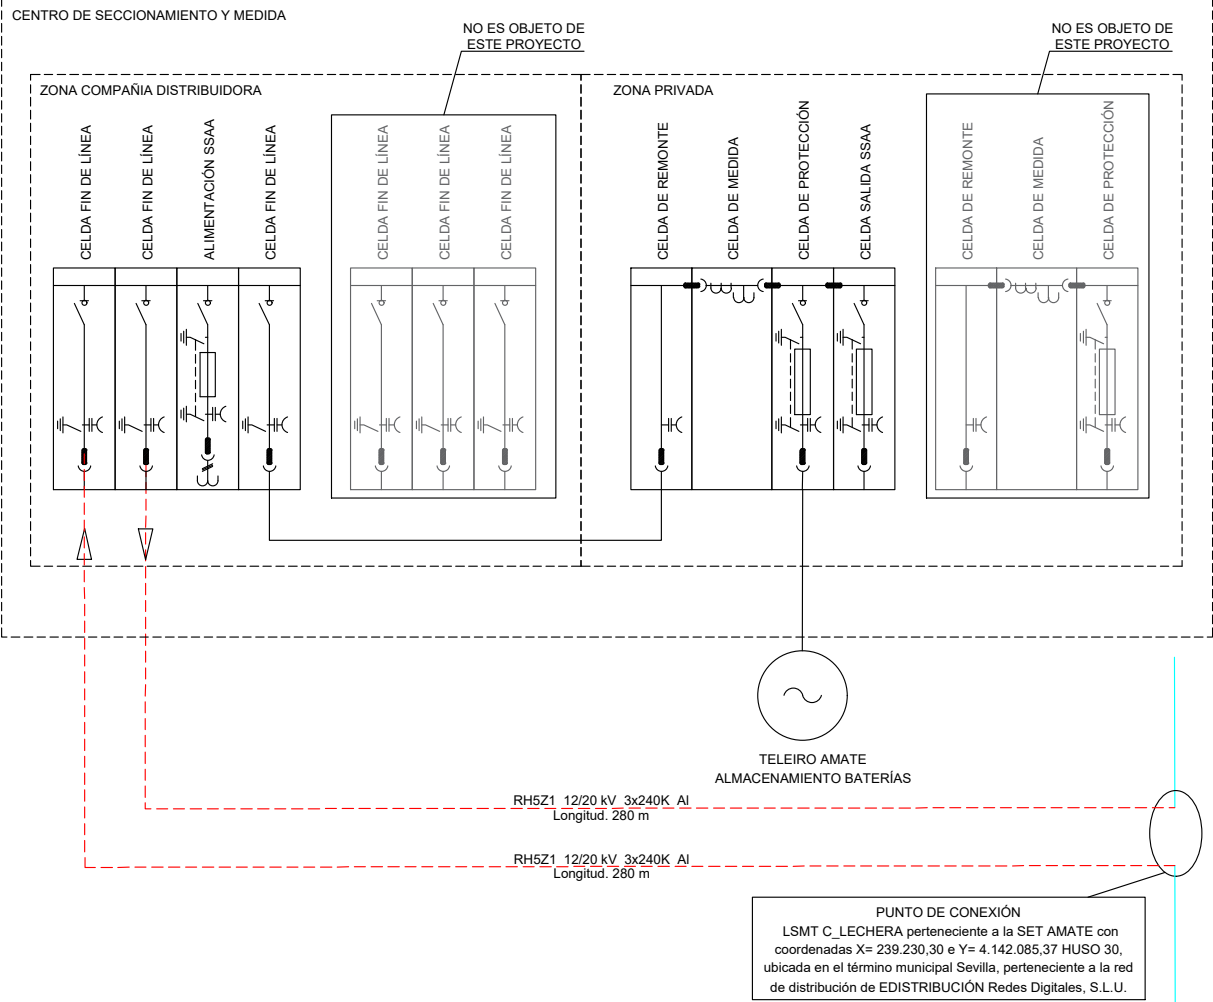 CENTRO DE SECCIONAMIENTO Y MEDIDA
NO ES OBJETO DE
ESTE PROYECTO
NO ES OBJETO DE
ESTE PROYECTO
ZONA COMPAÑIA DISTRIBUIDORA
ZONA PRIVADA
CELDA FIN DE LÍNEA
CELDA FIN DE LÍNEA
ALIMENTACIÓN SSAA
CELDA FIN DE LÍNEA
CELDA FIN DE LÍNEA
CELDA FIN DE LÍNEA
CELDA FIN DE LÍNEA
CELDA DE REMONTE
CELDA DE MEDIDA
CELDA DE PROTECCIÓN
CELDA SALIDA SSAA
CELDA DE REMONTE
CELDA DE MEDIDA
CELDA DE PROTECCIÓN
TELEIRO AMATE
ALMACENAMIENTO BATERÍAS
RH5Z1 12/20 kV 3x240K Al
Longitud. 280 m
RH5Z1 12/20 kV 3x240K Al
Longitud. 280 m
PUNTO DE CONEXIÓN
LSMT C_LECHERA perteneciente a la SET AMATE con
coordenadas X= 239.230,30 e Y= 4.142.085,37 HUSO 30,
ubicada en el término municipal Sevilla, perteneciente a la red
de distribución de EDISTRIBUCIÓN Redes Digitales, S.L.U.